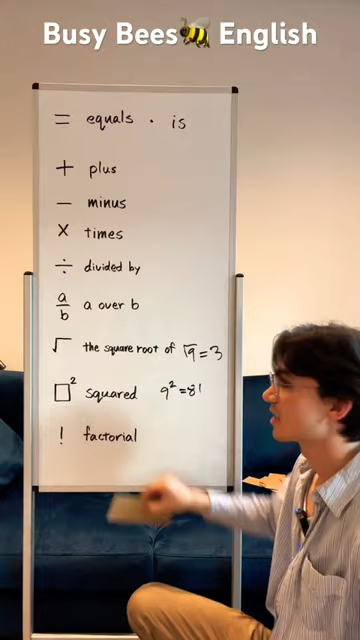 Busy Bees🐝 English
= equals · is
+ plus
− minus
× times
÷ divided by
a/b a over b
√ the square root of √9 = 3
□² squared 9² = 81
! factorial